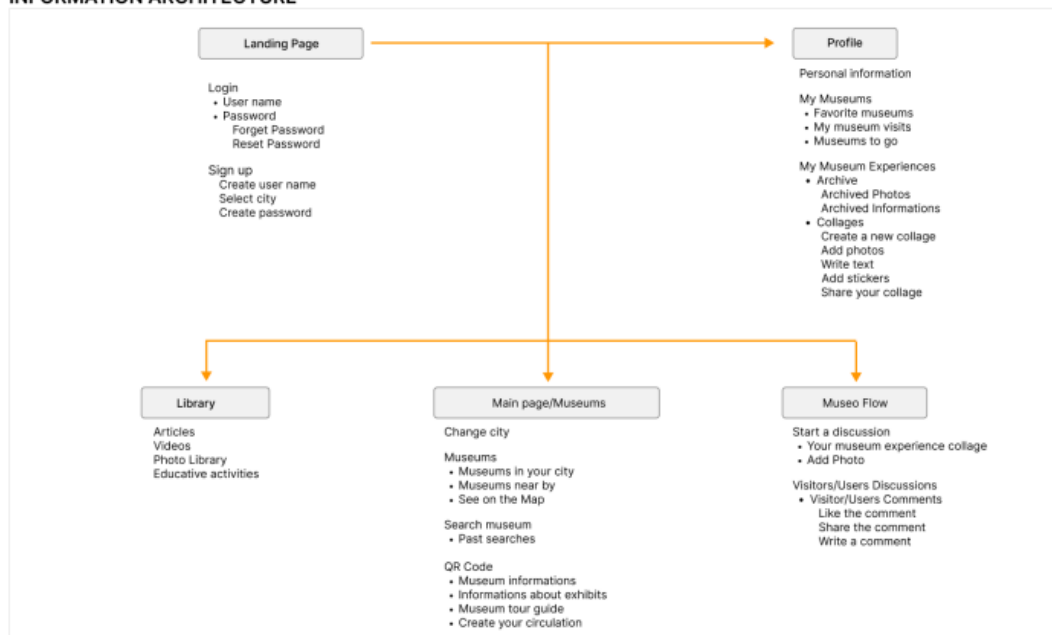 INFORMATION ARCHITECTURE
Landing Page
Login
• User name
• Password
Forget Password
Reset Password
Sign up
Create user name
Select city
Create password
Profile
Personal information
My Museums
• Favorite museums
• My museum visits
• Museums to go
My Museum Experiences
• Archive
Archived Photos
Archived Informations
• Collages
Create a new collage
Add photos
Write text
Add stickers
Share your collage
Library
Articles
Videos
Photo Library
Educative activities
Main page/Museums
Change city
Museums
• Museums in your city
• Museums near by
• See on the Map
Search museum
• Past searches
QR Code
• Museum informations
• Informations about exhibits
• Museum tour guide
• Create your circulation
Museo Flow
Start a discussion
• Your museum experience collage
• Add Photo
Visitors/Users Discussions
• Visitor/Users Comments
Like the comment
Share the comment
Write a comment